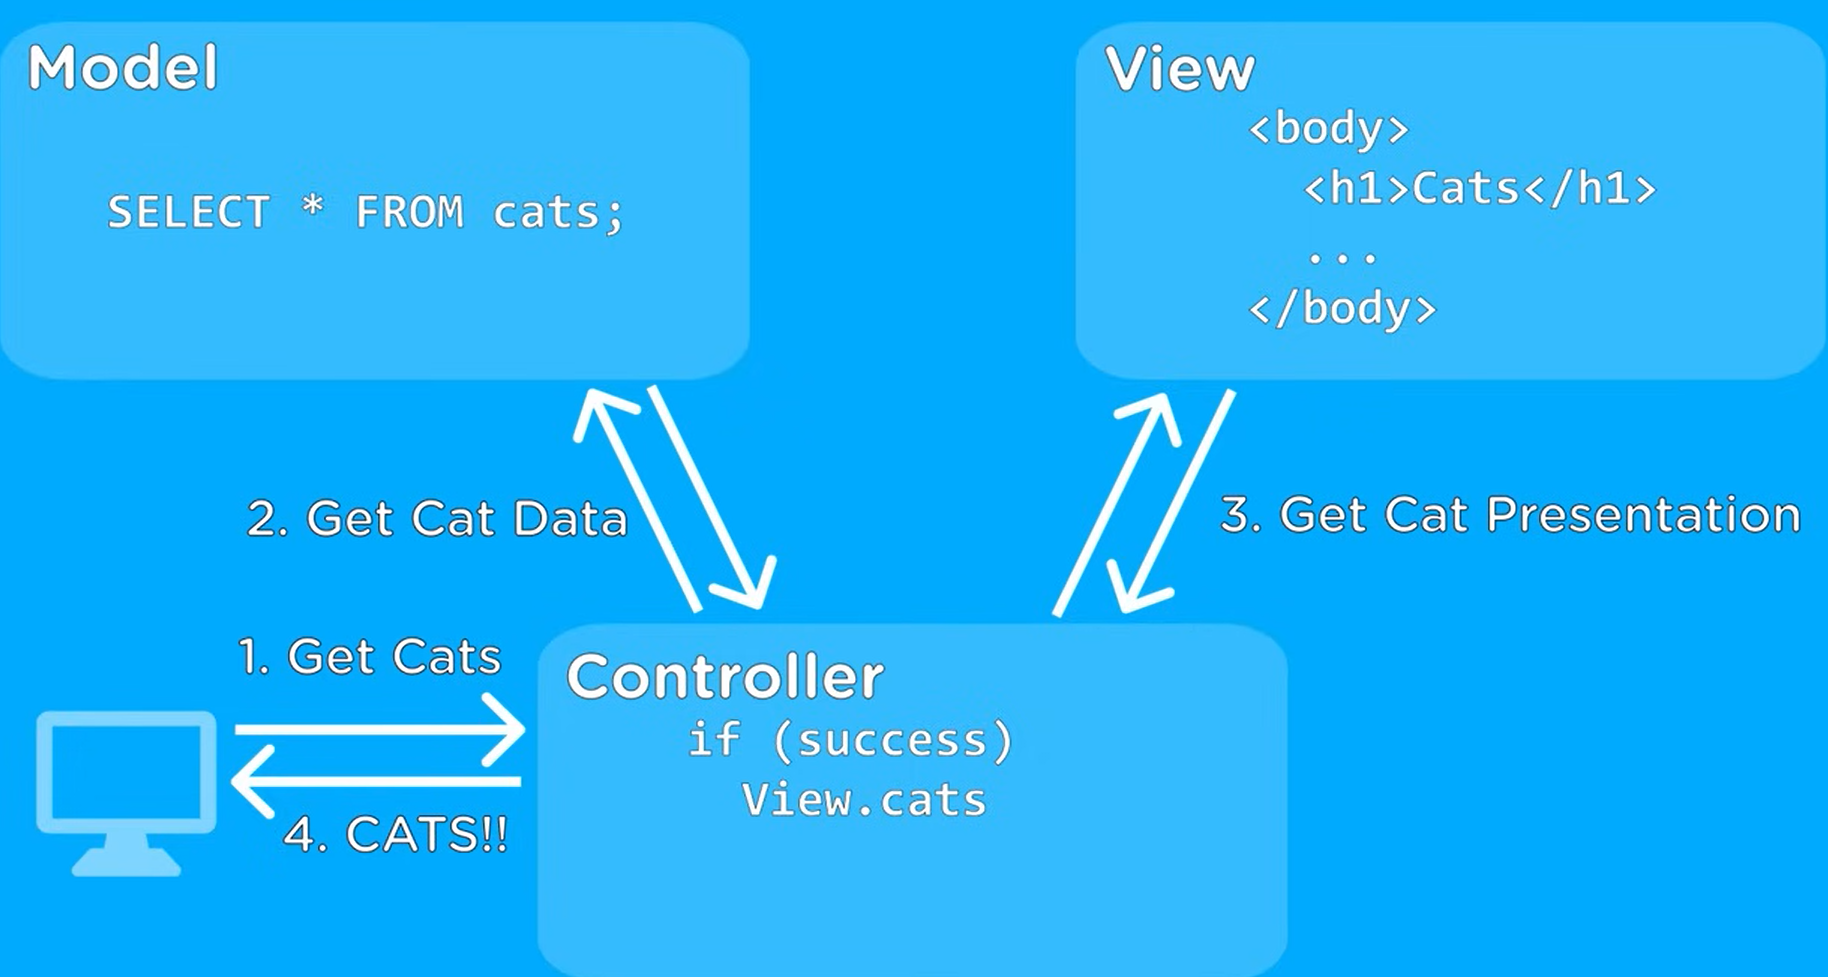 Model
SELECT * FROM cats;
View
<body>
<h1>Cats</h1>
...
</body>
2. Get Cat Data
3. Get Cat Presentation
1. Get Cats
4. CATS!!
Controller
if (success)
View.cats